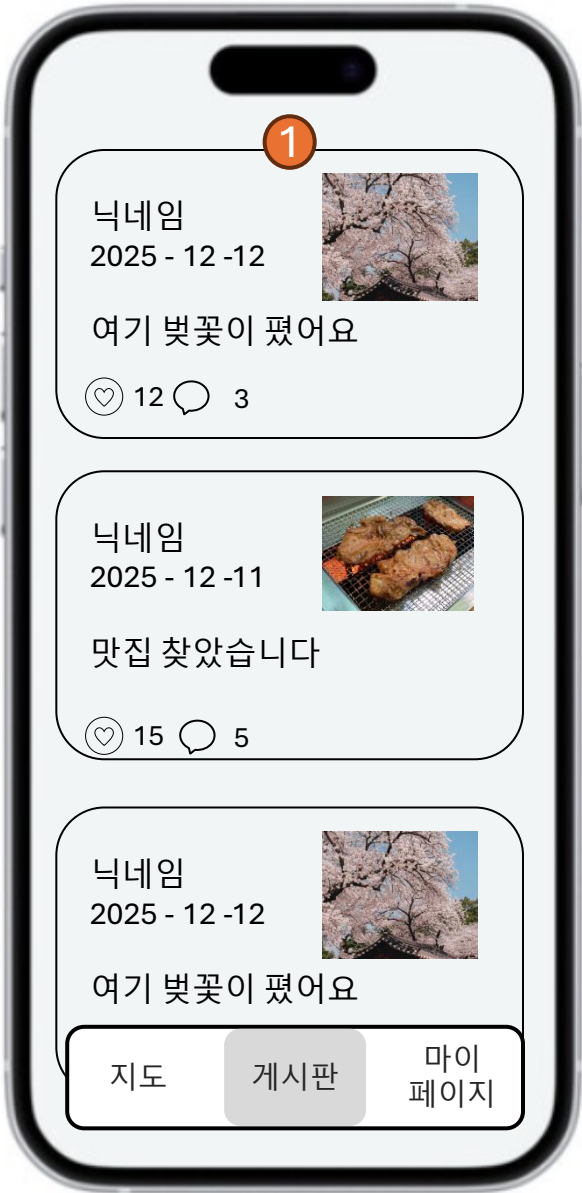 1
닉네임
2025 - 12 -12
여기 벚꽃이 폈어요
12 3
닉네임
2025 - 12 -11
맛집 찾았습니다
15 5
닉네임
2025 - 12 -12
여기 벚꽃이 폈어요
지도
게시판
마이
페이지